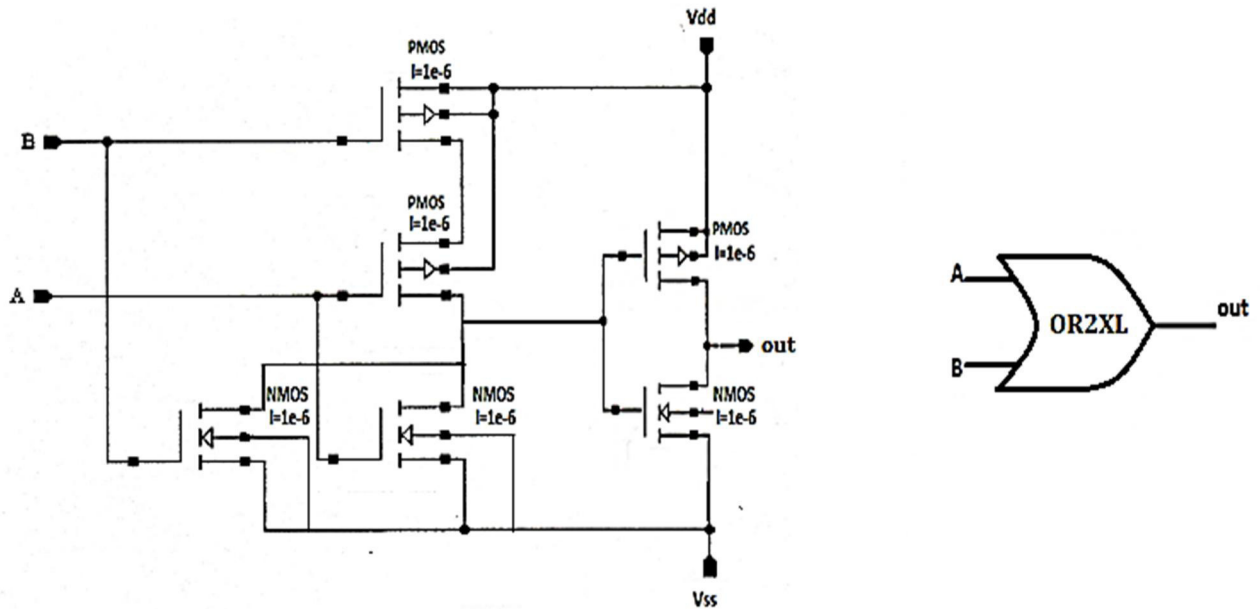 Vdd
PMOS
l=1e-6
B
PMOS
l=1e-6
PMOS
l=1e-6
A
A
OR2XL
out
B
out
NMOS
l=1e-6
NMOS
l=1e-6
NMOS
l=1e-6
Vss